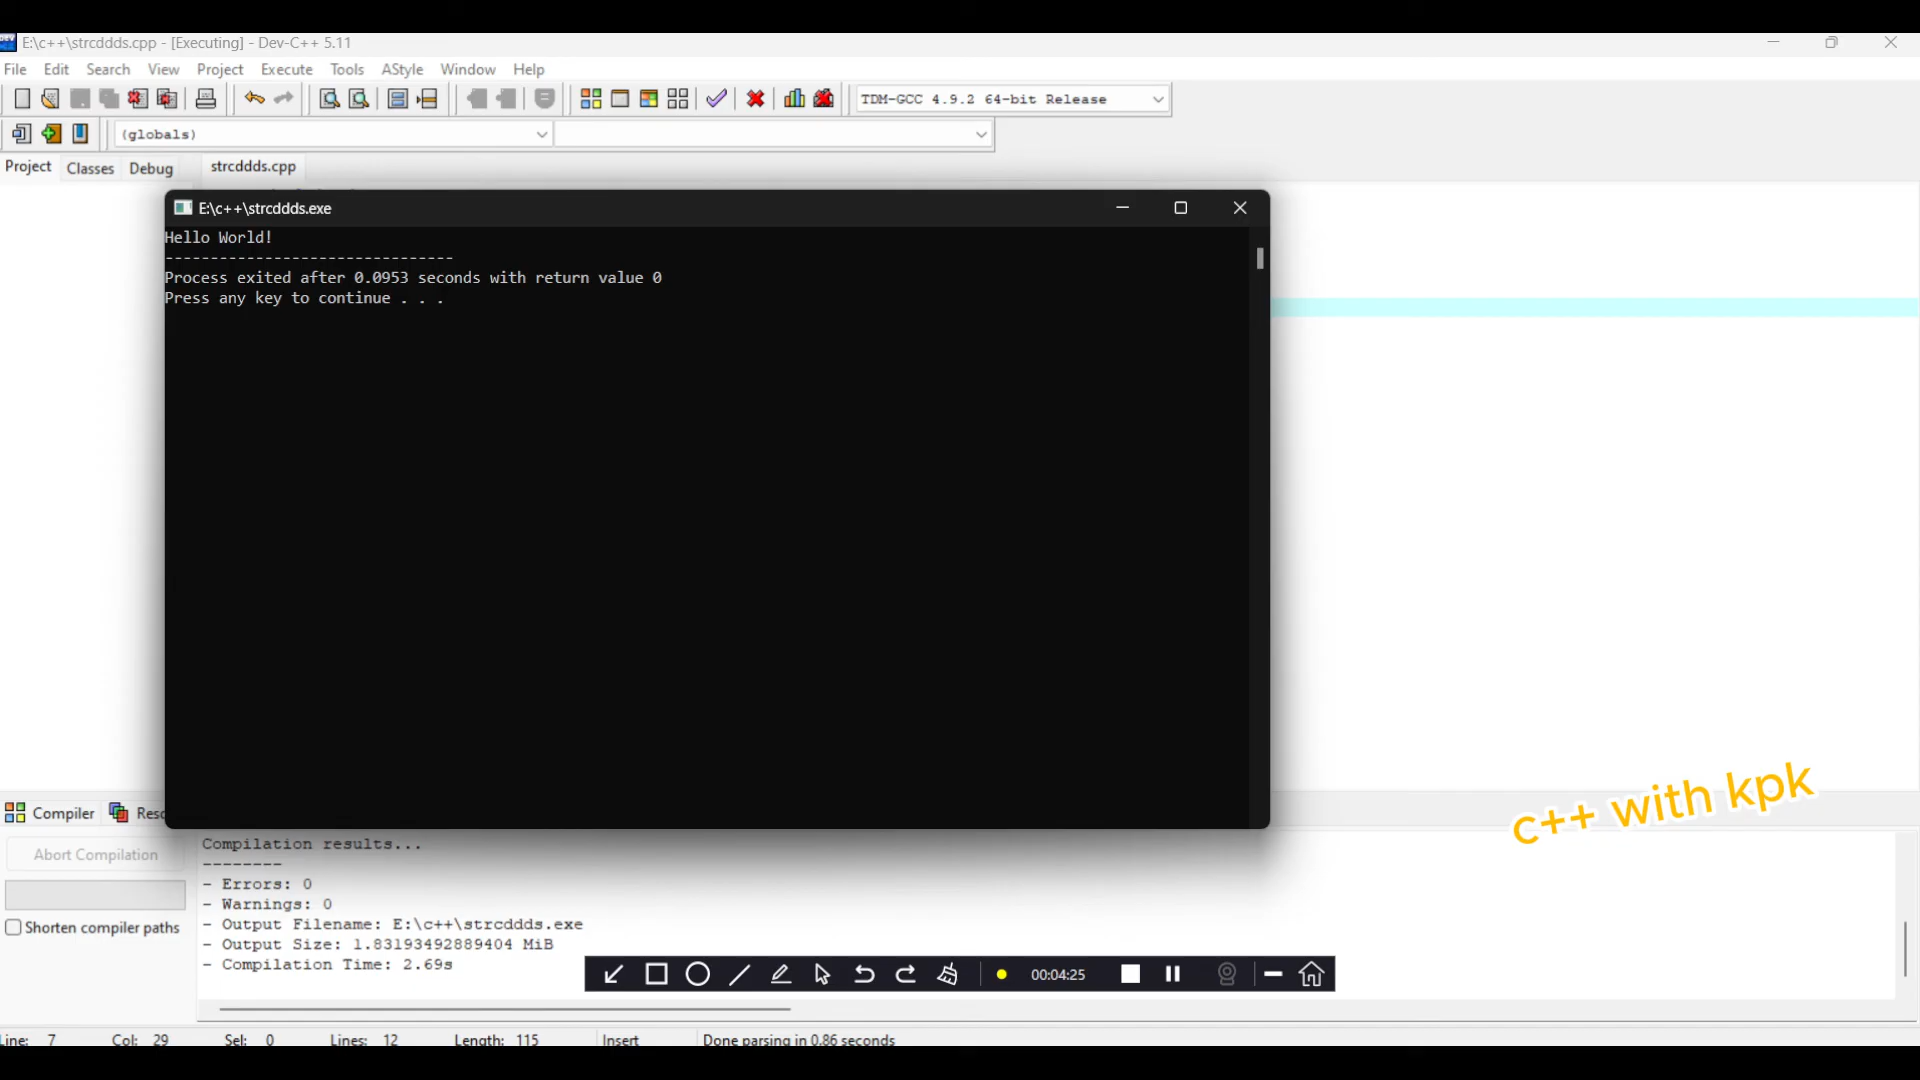 E:\c++\strcddds.cpp - [Executing] - Dev-C++ 5.11
File Edit Search View Project Execute Tools AStyle Window Help
TDM-GCC 4.9.2 64-bit Release
(globals)
Project Classes Debug strcddds.cpp
E:\c++\strcddds.exe
Hello World!
--------------------------------
Process exited after 0.0953 seconds with return value 0
Press any key to continue . . .
c++ with kpk
Compiler
Abort Compilation
Shorten compiler paths
Compilation results...
--------
- Errors: 0
- Warnings: 0
- Output Filename: E:\c++\strcddds.exe
- Output Size: 1.83193492889404 MiB
- Compilation Time: 2.69s
00:04:25
Line: 7 Col: 29 Sel: 0 Lines: 12 Length: 115 Insert Done parsing in 0.86 seconds